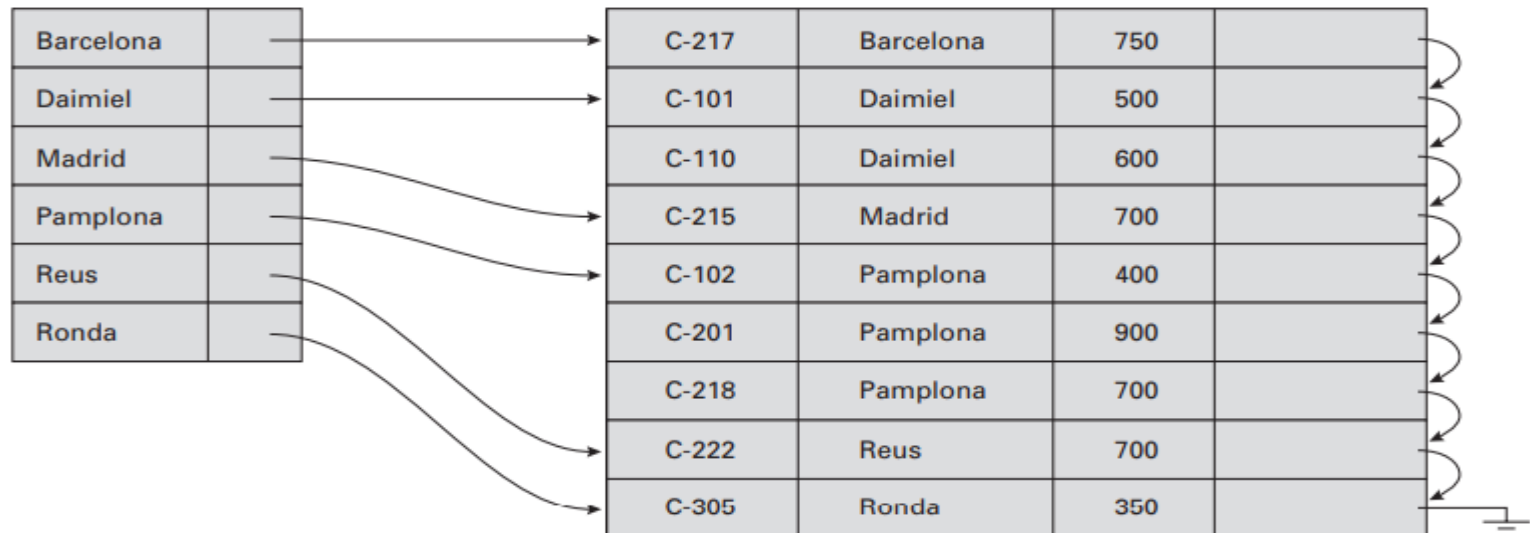 Barcelona
Daimiel
Madrid
Pamplona
Reus
Ronda
C-217 Barcelona 750
C-101 Daimiel 500
C-110 Daimiel 600
C-215 Madrid 700
C-102 Pamplona 400
C-201 Pamplona 900
C-218 Pamplona 700
C-222 Reus 700
C-305 Ronda 350